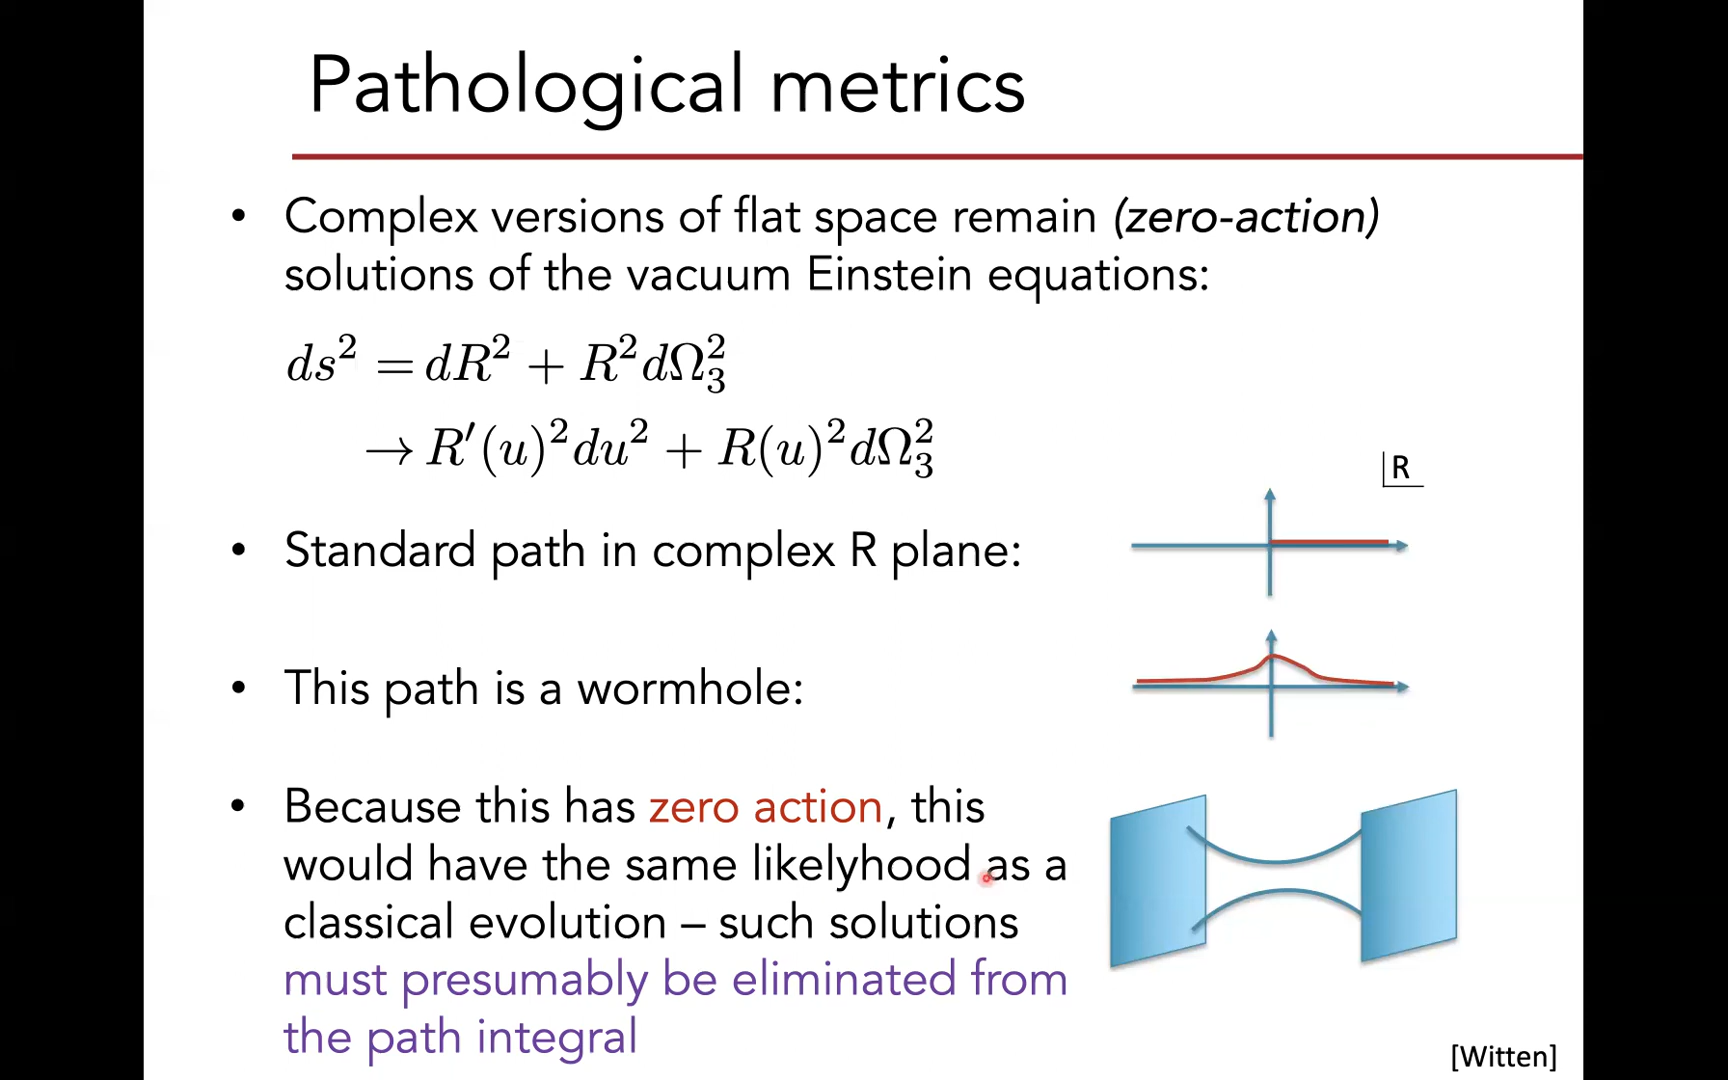 Pathological metrics
• Complex versions of flat space remain (zero-action)
solutions of the vacuum Einstein equations:
ds² = dR² + R²dΩ₃²
→ R′(u)²du² + R(u)²dΩ₃²
R
• Standard path in complex R plane:
• This path is a wormhole:
• Because this has zero action, this
would have the same likelyhood as a
classical evolution – such solutions
must presumably be eliminated from
the path integral
[Witten]